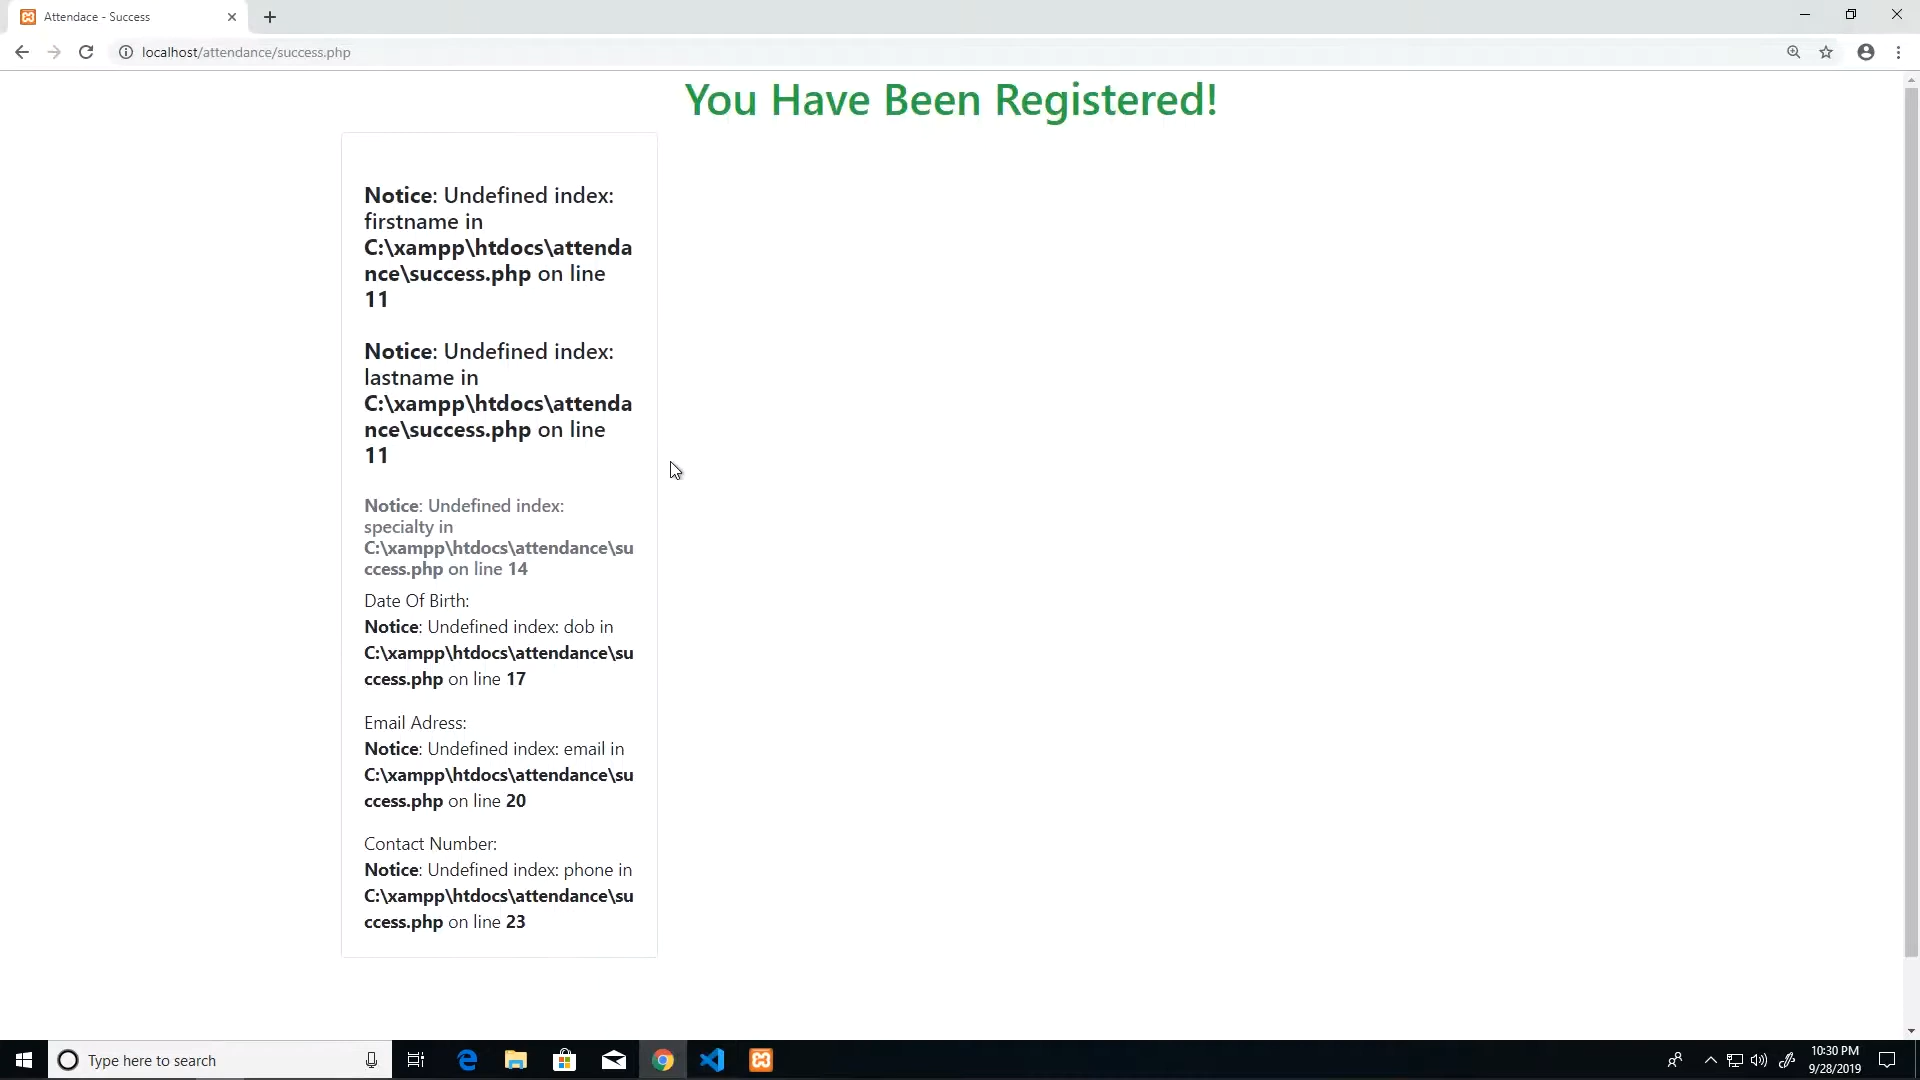 Attendace - Success
localhost/attendance/success.php
You Have Been Registered!
Notice: Undefined index:
firstname in
C:\xampp\htdocs\attenda
nce\success.php on line
11
Notice: Undefined index:
lastname in
C:\xampp\htdocs\attenda
nce\success.php on line
11
Notice: Undefined index:
specialty in
C:\xampp\htdocs\attendance\su
ccess.php on line 14
Date Of Birth:
Notice: Undefined index: dob in
C:\xampp\htdocs\attendance\su
ccess.php on line 17
Email Adress:
Notice: Undefined index: email in
C:\xampp\htdocs\attendance\su
ccess.php on line 20
Contact Number:
Notice: Undefined index: phone in
C:\xampp\htdocs\attendance\su
ccess.php on line 23
Type here to search
10:30 PM
9/28/2019